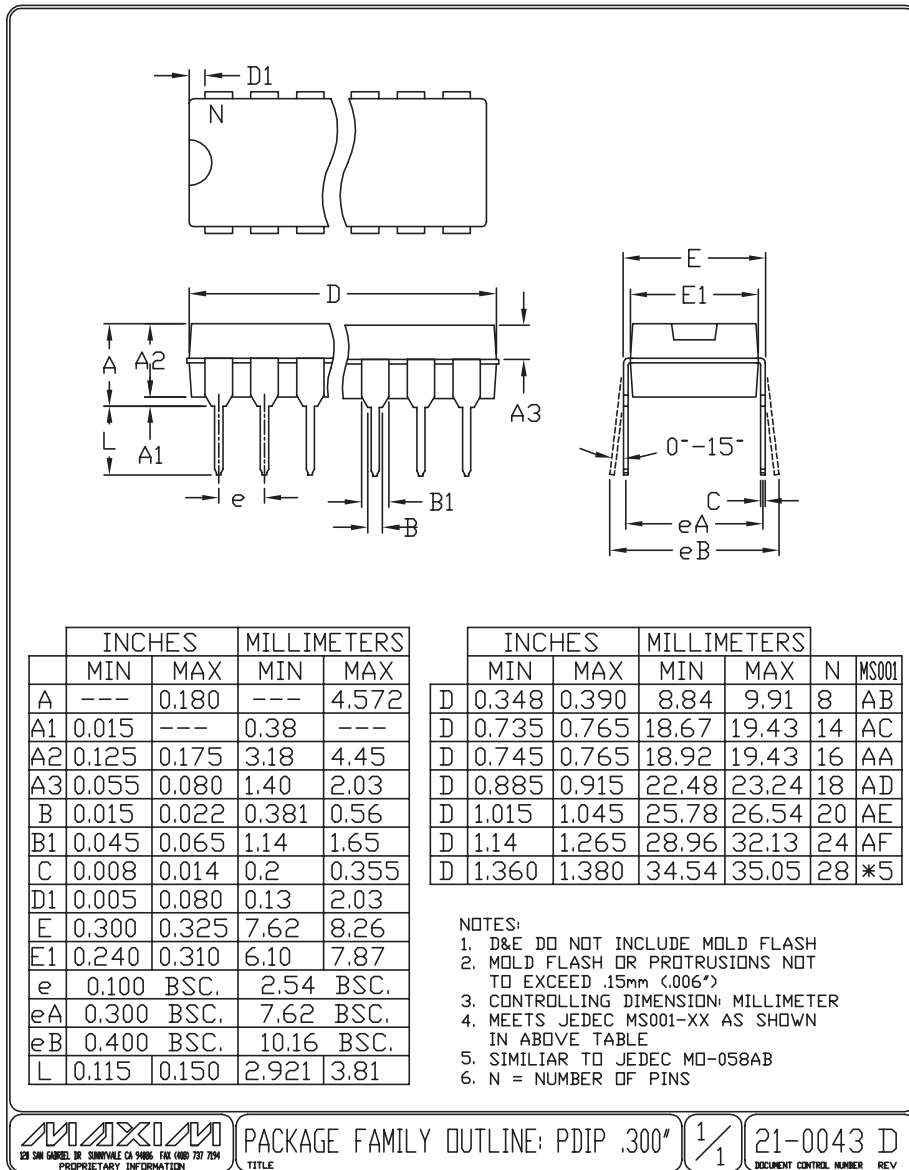 D1
N
D
E
E1
A
A2
A3
L
A1
0°-15°
e
B1
B
C
eA
eB
INCHES MILLIMETERS
MIN MAX MIN MAX
A --- 0.180 --- 4.572
A1 0.015 --- 0.38 ---
A2 0.125 0.175 3.18 4.45
A3 0.055 0.080 1.40 2.03
B 0.015 0.022 0.381 0.56
B1 0.045 0.065 1.14 1.65
C 0.008 0.014 0.2 0.355
D1 0.005 0.080 0.13 2.03
E 0.300 0.325 7.62 8.26
E1 0.240 0.310 6.10 7.87
e 0.100 BSC. 2.54 BSC.
eA 0.300 BSC. 7.62 BSC.
eB 0.400 BSC. 10.16 BSC.
L 0.115 0.150 2.921 3.81
INCHES MILLIMETERS
MIN MAX MIN MAX N MS001
D 0.348 0.390 8.84 9.91 8 AB
D 0.735 0.765 18.67 19.43 14 AC
D 0.745 0.765 18.92 19.43 16 AA
D 0.885 0.915 22.48 23.24 18 AD
D 1.015 1.045 25.78 26.54 20 AE
D 1.14 1.265 28.96 32.13 24 AF
D 1.360 1.380 34.54 35.05 28 *5
NOTES:
1. D&E DO NOT INCLUDE MOLD FLASH
2. MOLD FLASH OR PROTRUSIONS NOT
TO EXCEED .15mm (.006")
3. CONTROLLING DIMENSION: MILLIMETER
4. MEETS JEDEC MS001-XX AS SHOWN
IN ABOVE TABLE
5. SIMILIAR TO JEDEC MO-058AB
6. N = NUMBER OF PINS
MAXIM
120 SAN GABRIEL DR SUNNYVALE CA 94086 FAX (408) 737 7194
PROPRIETARY INFORMATION
PACKAGE FAMILY OUTLINE: PDIP .300"
TITLE
1/1
21-0043 D
DOCUMENT CONTROL NUMBER REV